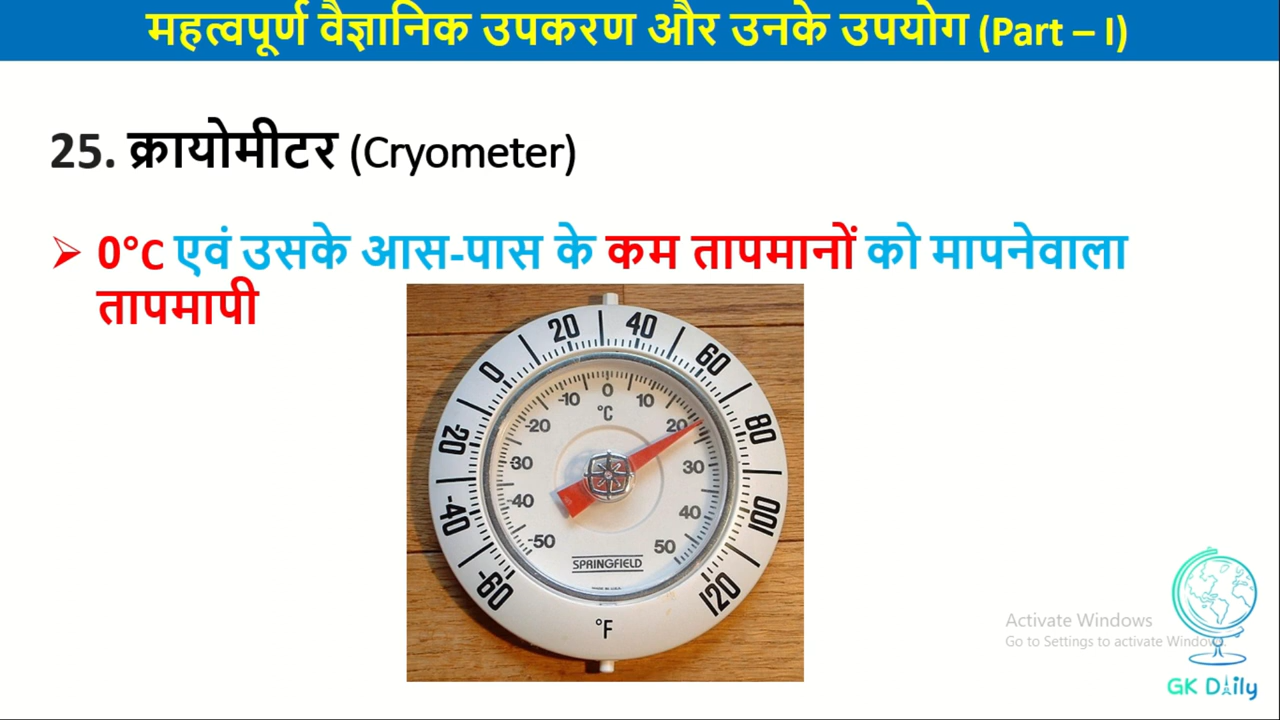 महत्वपूर्ण वैज्ञानिक उपकरण और उनके उपयोग (Part – I)
25. क्रायोमीटर (Cryometer)
➢ 0°C एवं उसके आस-पास के कम तापमानों को मापनेवाला
तापमापी
20 40
0 60
-20 80
-40 100
-60 120
-10 0 10
°C
-20 20
-30 30
-40 40
-50 50
SPRINGFIELD
°F
Activate Windows
Go to Settings to activate Windows.
GK Daily